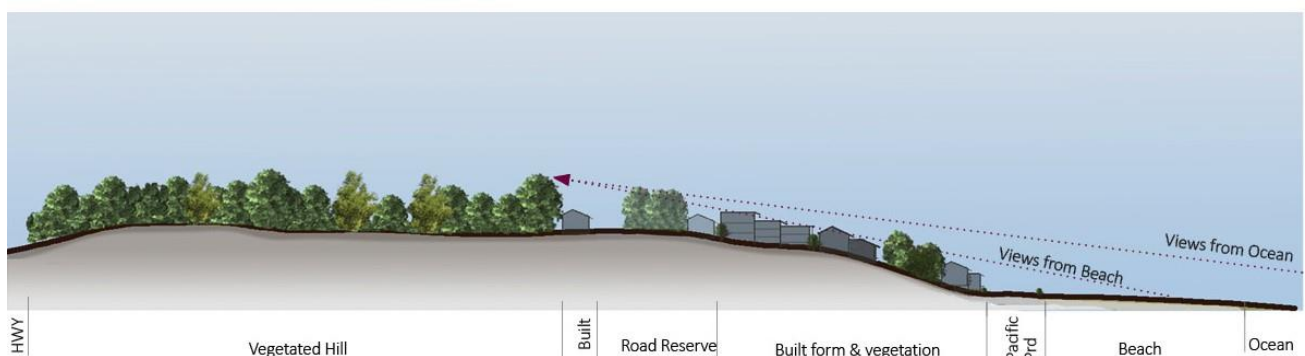 Views from Ocean
Views from Beach
HWY
Vegetated Hill
Built
Road Reserve
Built form & vegetation
Pacific
Prd
Beach
Ocean